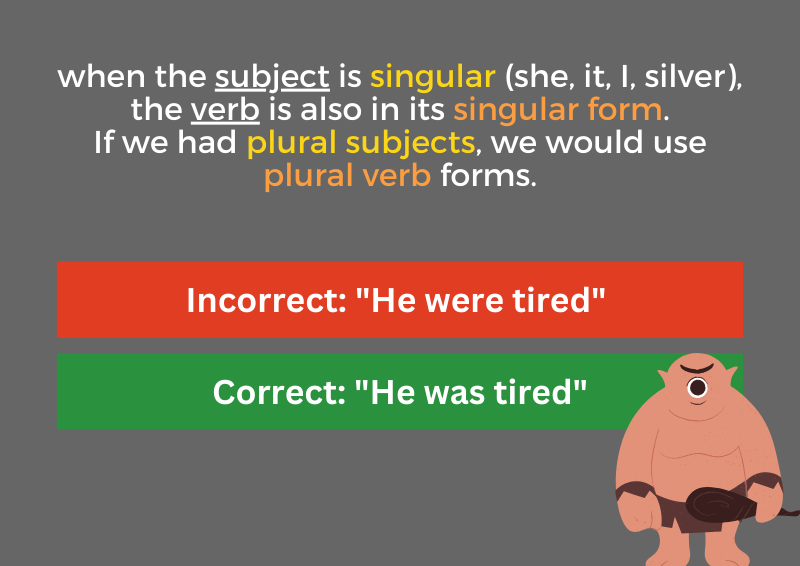 when the subject is singular (she, it, I, silver),
the verb is also in its singular form.
If we had plural subjects, we would use
plural verb forms.
Incorrect: "He were tired"
Correct: "He was tired"